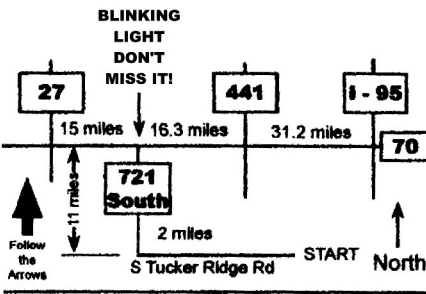 BLINKING
LIGHT
DON'T
MISS IT!
27
441
I - 95
15 miles
16.3 miles
31.2 miles
70
721
South
11 miles
2 miles
S Tucker Ridge Rd
START
Follow
the
Arrows
North